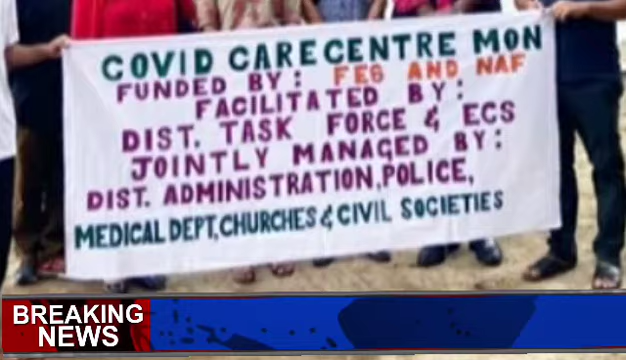 COVID CARE CENTRE MON
FUNDED BY: FES AND NAF
FACILITATED BY:
DIST. TASK FORCE & ECS
JOINTLY MANAGED BY:
DIST. ADMINISTRATION, POLICE,
MEDICAL DEPT, CHURCHES & CIVIL SOCIETIES
BREAKING
NEWS